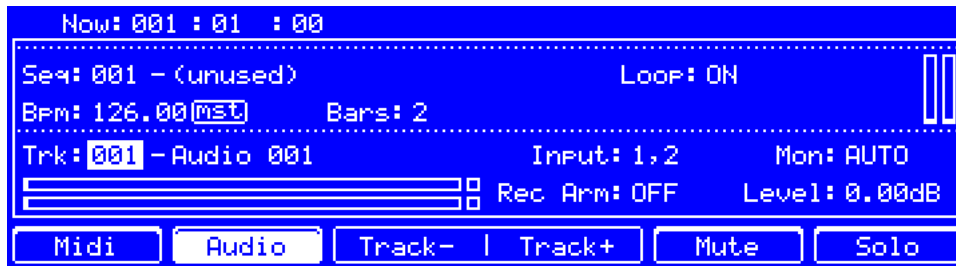 Now: 001 : 01 : 00
Seq: 001 - (unused) Loop: ON
Bpm: 126.00 mst Bars: 2
Trk: 001 - Audio 001 Input: 1,2 Mon: AUTO
Rec Arm: OFF Level: 0.00dB
Midi Audio Track- | Track+ Mute Solo